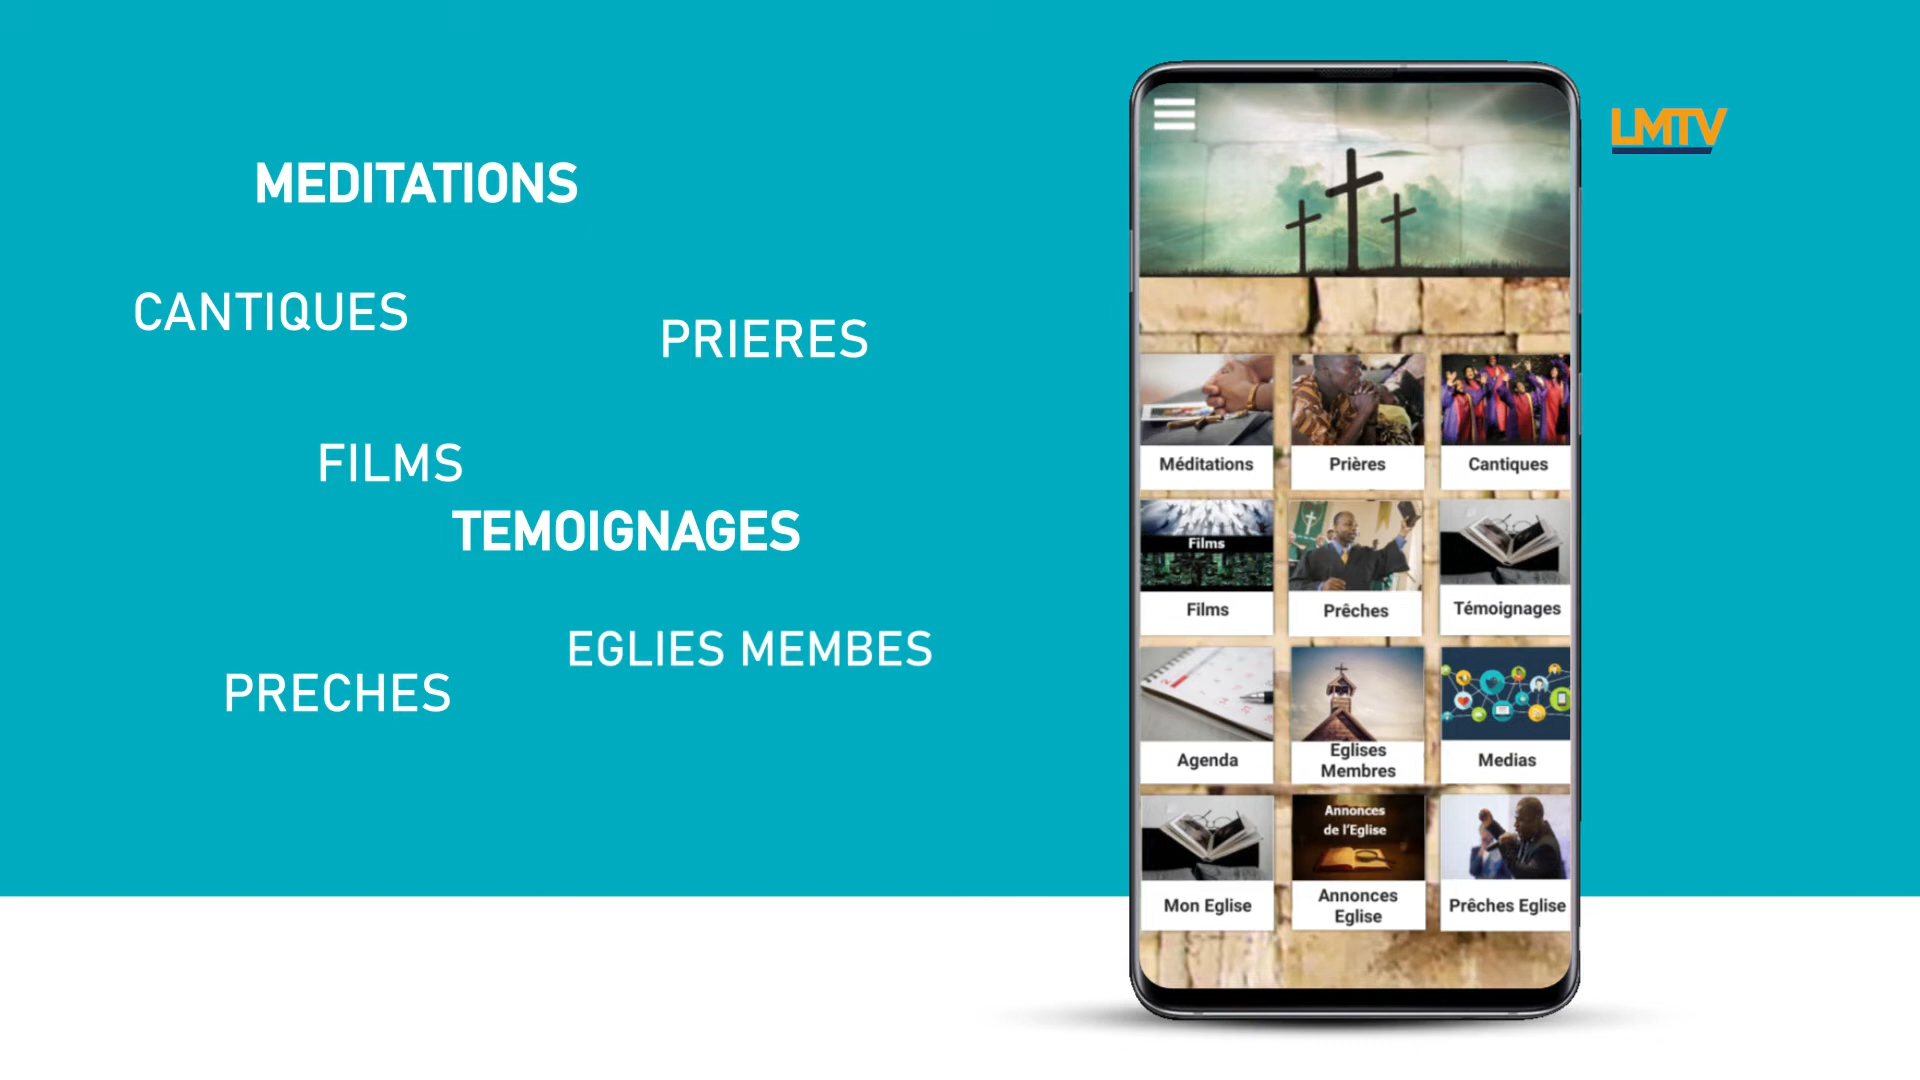 MEDITATIONS
CANTIQUES
PRIERES
FILMS
TEMOIGNAGES
EGLIES MEMBES
PRECHES
LMTV
Méditations
Prières
Cantiques
Films
Films
Prêches
Témoignages
Agenda
Eglises
Membres
Medias
Mon Eglise
Annonces
de l'Eglise
Annonces
Eglise
Prêches Eglise